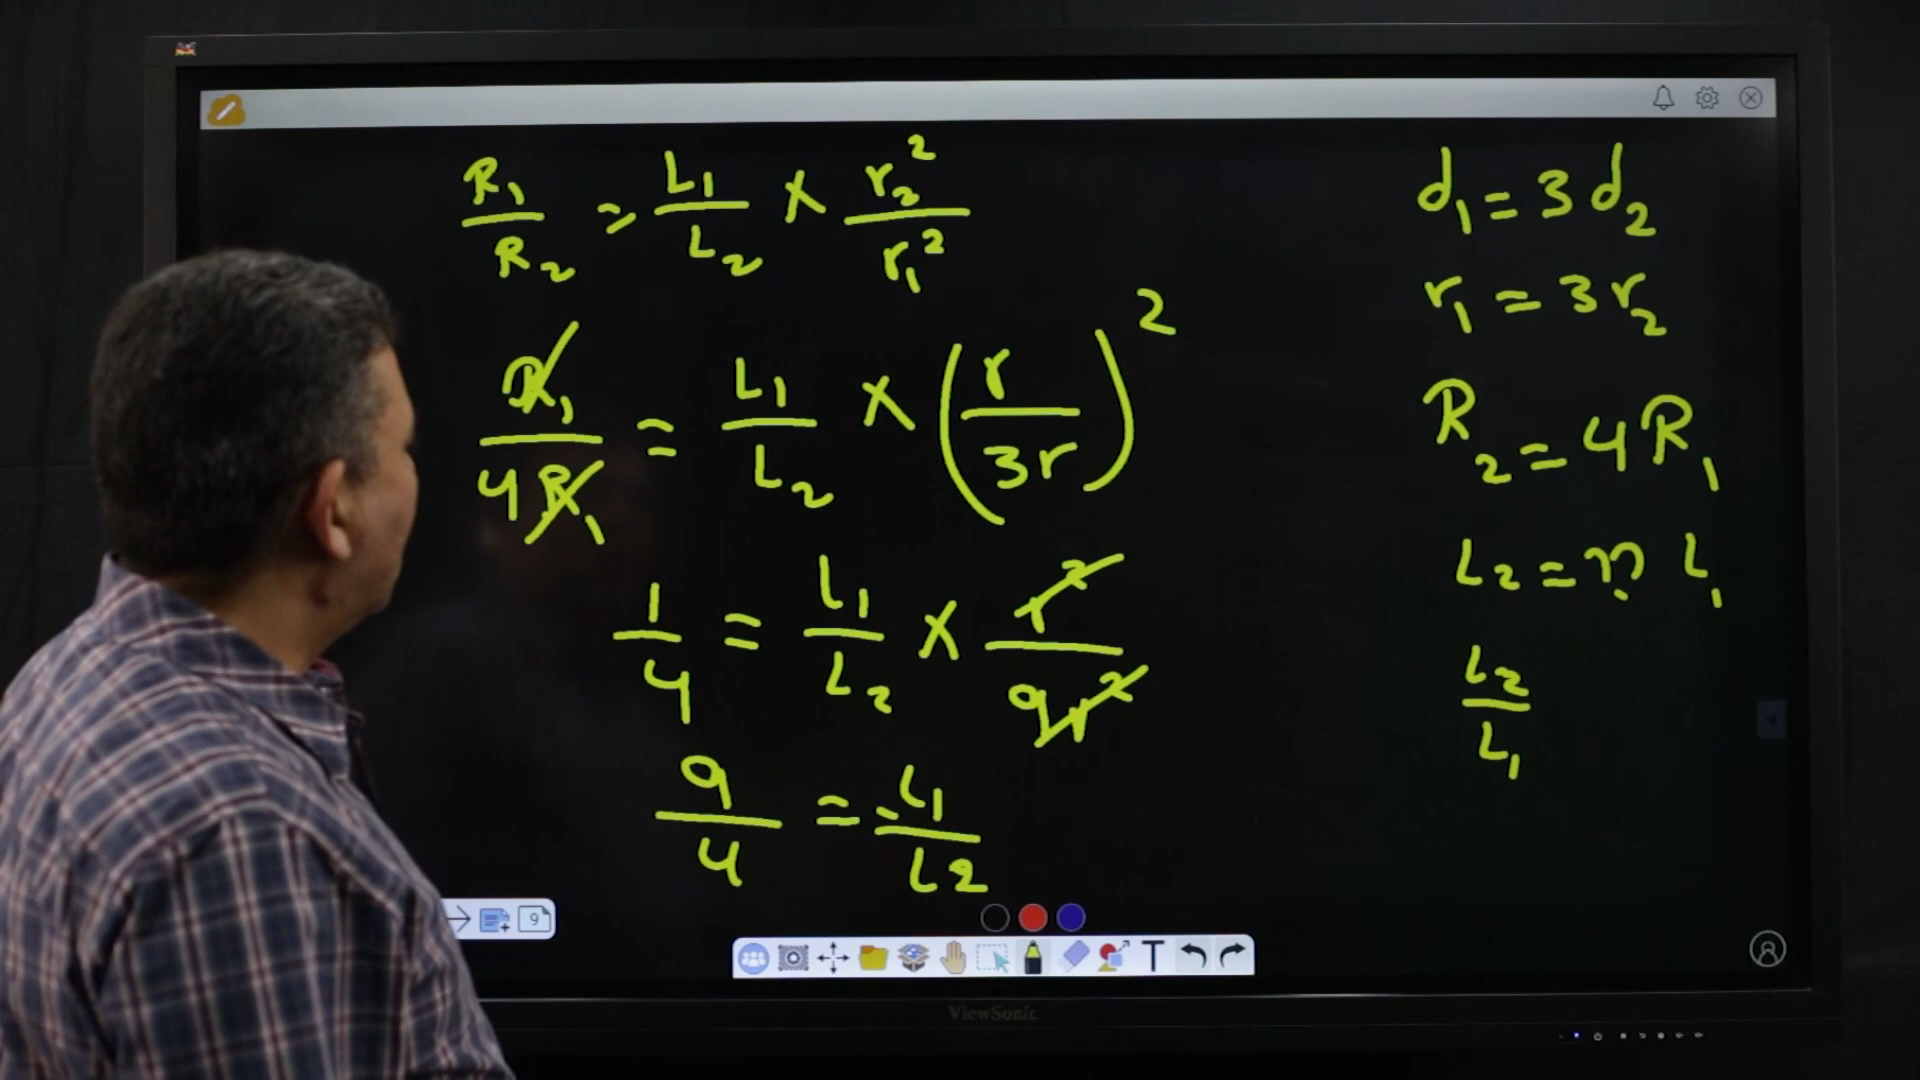 R₁/R₂ = L₁/L₂ × r₂²/r₁²
R₁/4R₁ = L₁/L₂ × (r/3r)²
1/4 = L₁/L₂ × r²/9r²
9/4 = L₁/L₂
d₁ = 3d₂
r₁ = 3r₂
R₂ = 4R₁
L₂ = ?? L₁
L₂/L₁
9
T
ViewSonic